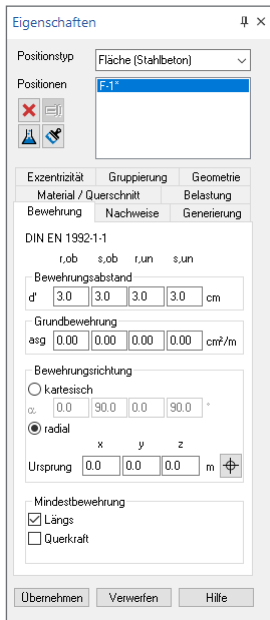 Eigenschaften
Positionstyp Fläche (Stahlbeton)
Positionen F-1*
Exzentrizität Gruppierung Geometrie
Material / Querschnitt Belastung
Bewehrung Nachweise Generierung
DIN EN 1992-1-1
r,ob s,ob r,un s,un
Bewehrungsabstand
d' 3.0 3.0 3.0 3.0 cm
Grundbewehrung
asg 0.00 0.00 0.00 0.00 cm²/m
Bewehrungsrichtung
kartesisch
α 0.0 90.0 0.0 90.0 °
radial
x y z
Ursprung 0.0 0.0 0.0 m
Mindestbewehrung
Längs
Querkraft
Übernehmen Verwerfen Hilfe